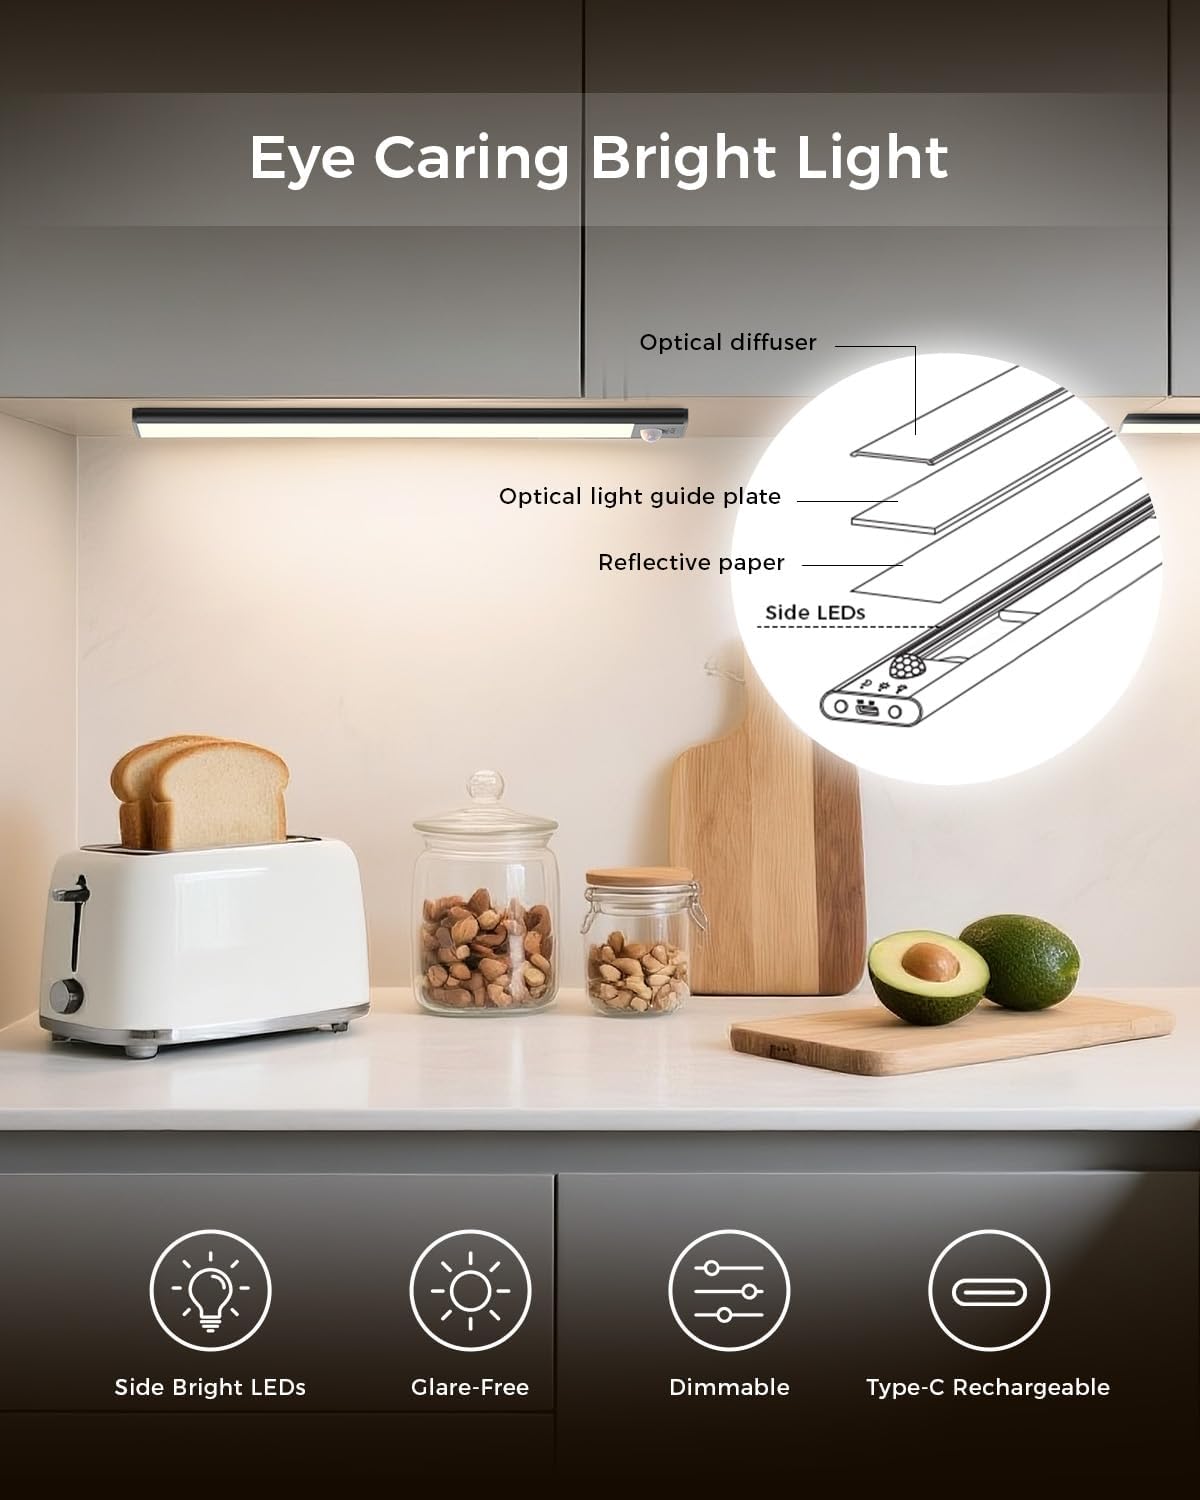 Eye Caring Bright Light
Optical diffuser
Optical light guide plate
Reflective paper
Side LEDs
Side Bright LEDs
Glare-Free
Dimmable
Type-C Rechargeable